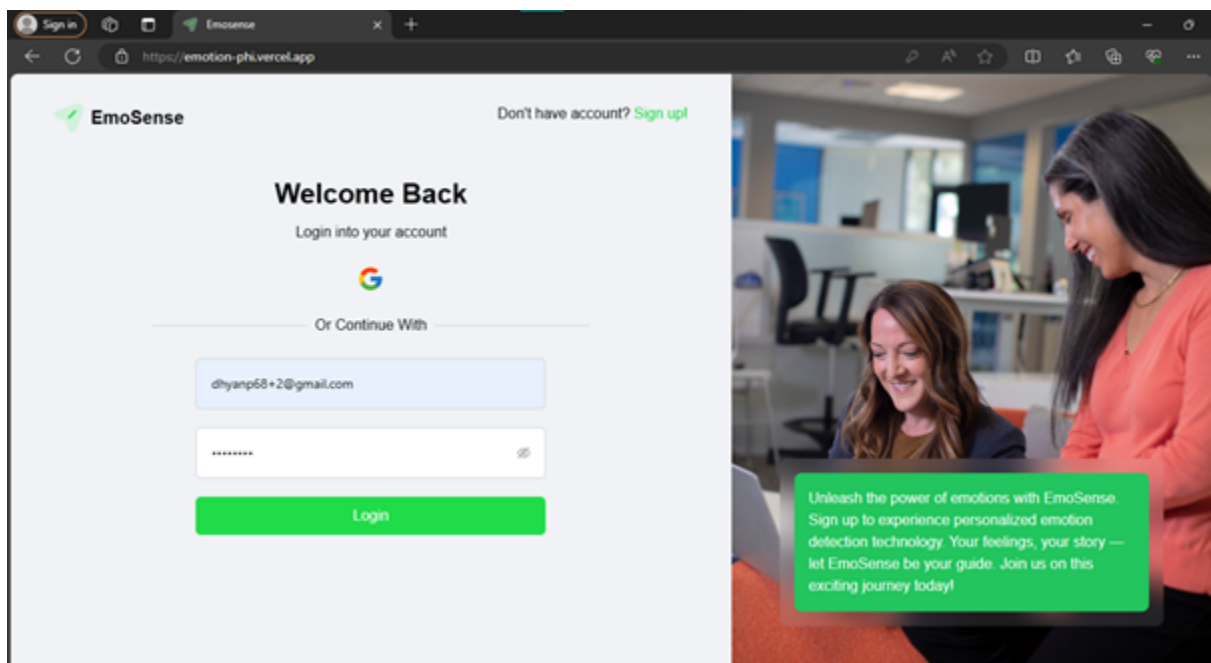 Sign in
Emosense
https://emotion-phi.vercel.app
EmoSense
Don't have account? Sign up!
Welcome Back
Login into your account
Or Continue With
dhyanp68+2@gmail.com
••••••••
Login
Unleash the power of emotions with EmoSense.
Sign up to experience personalized emotion
detection technology. Your feelings, your story —
let EmoSense be your guide. Join us on this
exciting journey today!